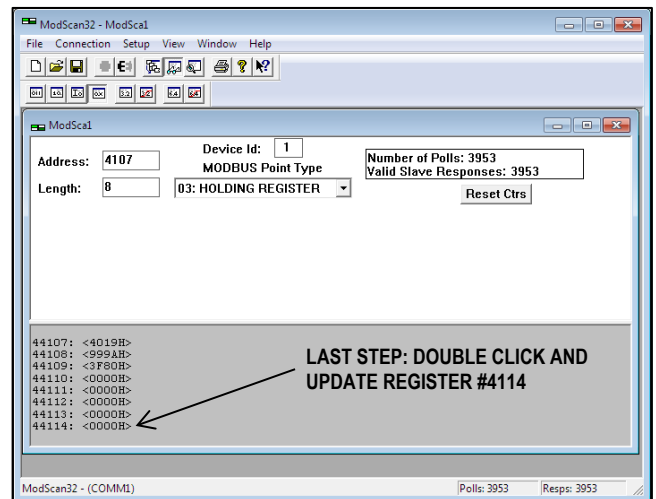 ModScan32 - ModSca1
File Connection Setup View Window Help
ModSca1
Address: 4107
Device Id: 1
MODBUS Point Type
Length: 8
03: HOLDING REGISTER
Number of Polls: 3953
Valid Slave Responses: 3953
Reset Ctrs
44107: <4019H>
44108: <999AH>
44109: <3F80H>
44110: <0000H>
44111: <0000H>
44112: <0000H>
44113: <0000H>
44114: <0000H>
LAST STEP: DOUBLE CLICK AND
UPDATE REGISTER #4114
ModScan32 - (COMM1)
Polls: 3953
Resps: 3953